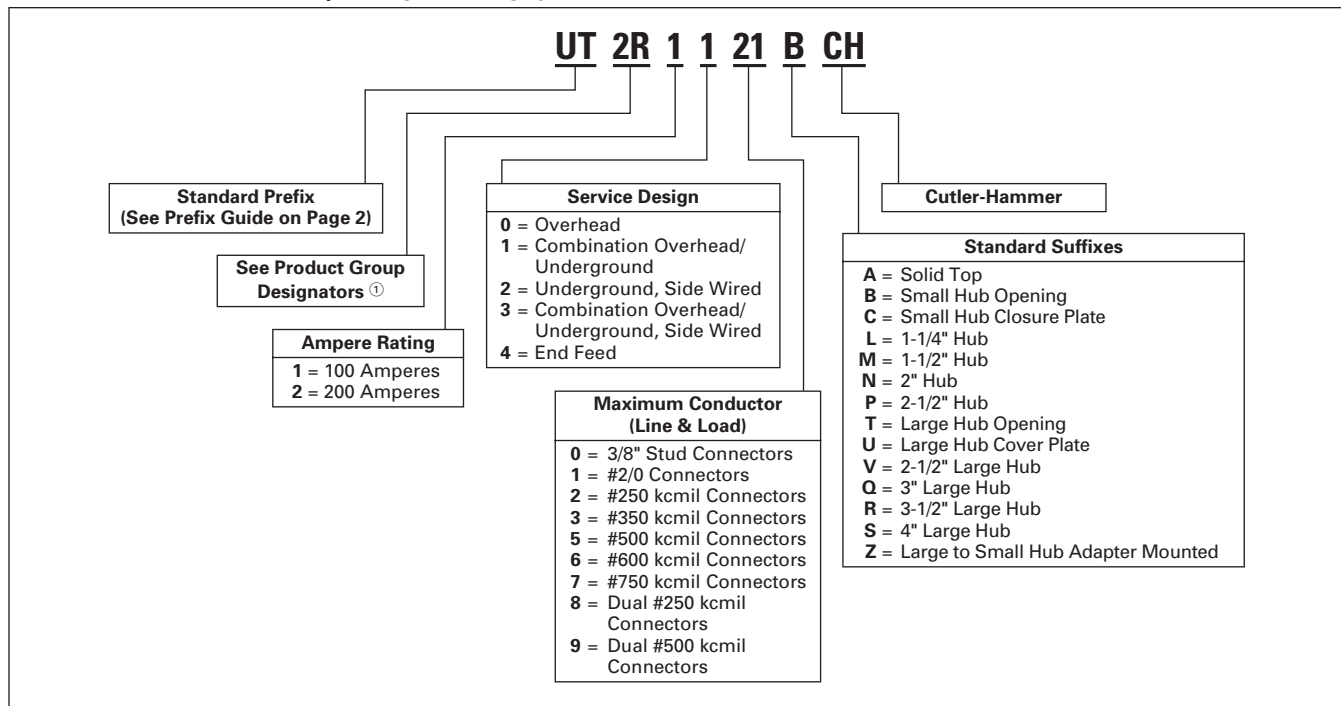 UT 2R 1 1 21 B CH
Standard Prefix
(See Prefix Guide on Page 2)
See Product Group
Designators ①
Ampere Rating
1 = 100 Amperes
2 = 200 Amperes
Service Design
0 = Overhead
1 = Combination Overhead/
Underground
2 = Underground, Side Wired
3 = Combination Overhead/
Underground, Side Wired
4 = End Feed
Maximum Conductor
(Line & Load)
0 = 3/8" Stud Connectors
1 = #2/0 Connectors
2 = #250 kcmil Connectors
3 = #350 kcmil Connectors
5 = #500 kcmil Connectors
6 = #600 kcmil Connectors
7 = #750 kcmil Connectors
8 = Dual #250 kcmil
Connectors
9 = Dual #500 kcmil
Connectors
Cutler-Hammer
Standard Suffixes
A = Solid Top
B = Small Hub Opening
C = Small Hub Closure Plate
L = 1-1/4" Hub
M = 1-1/2" Hub
N = 2" Hub
P = 2-1/2" Hub
T = Large Hub Opening
U = Large Hub Cover Plate
V = 2-1/2" Large Hub
Q = 3" Large Hub
R = 3-1/2" Large Hub
S = 4" Large Hub
Z = Large to Small Hub Adapter Mounted